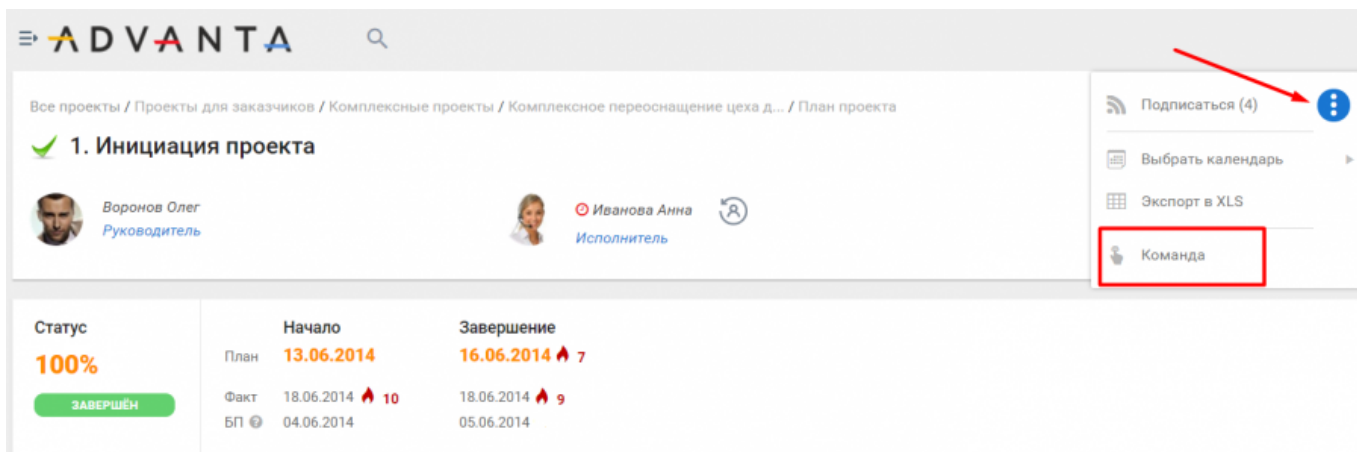 ADVANTA
Все проекты / Проекты для заказчиков / Комплексные проекты / Комплексное переоснащение цеха д... / План проекта
1. Инициация проекта
Воронов Олег
Руководитель
Иванова Анна
Исполнитель
Подписаться (4)
Выбрать календарь
Экспорт в XLS
Команда
Статус
100%
ЗАВЕРШЁН
Начало Завершение
План 13.06.2014 16.06.2014 7
Факт 18.06.2014 10 18.06.2014 9
БП ? 04.06.2014 05.06.2014